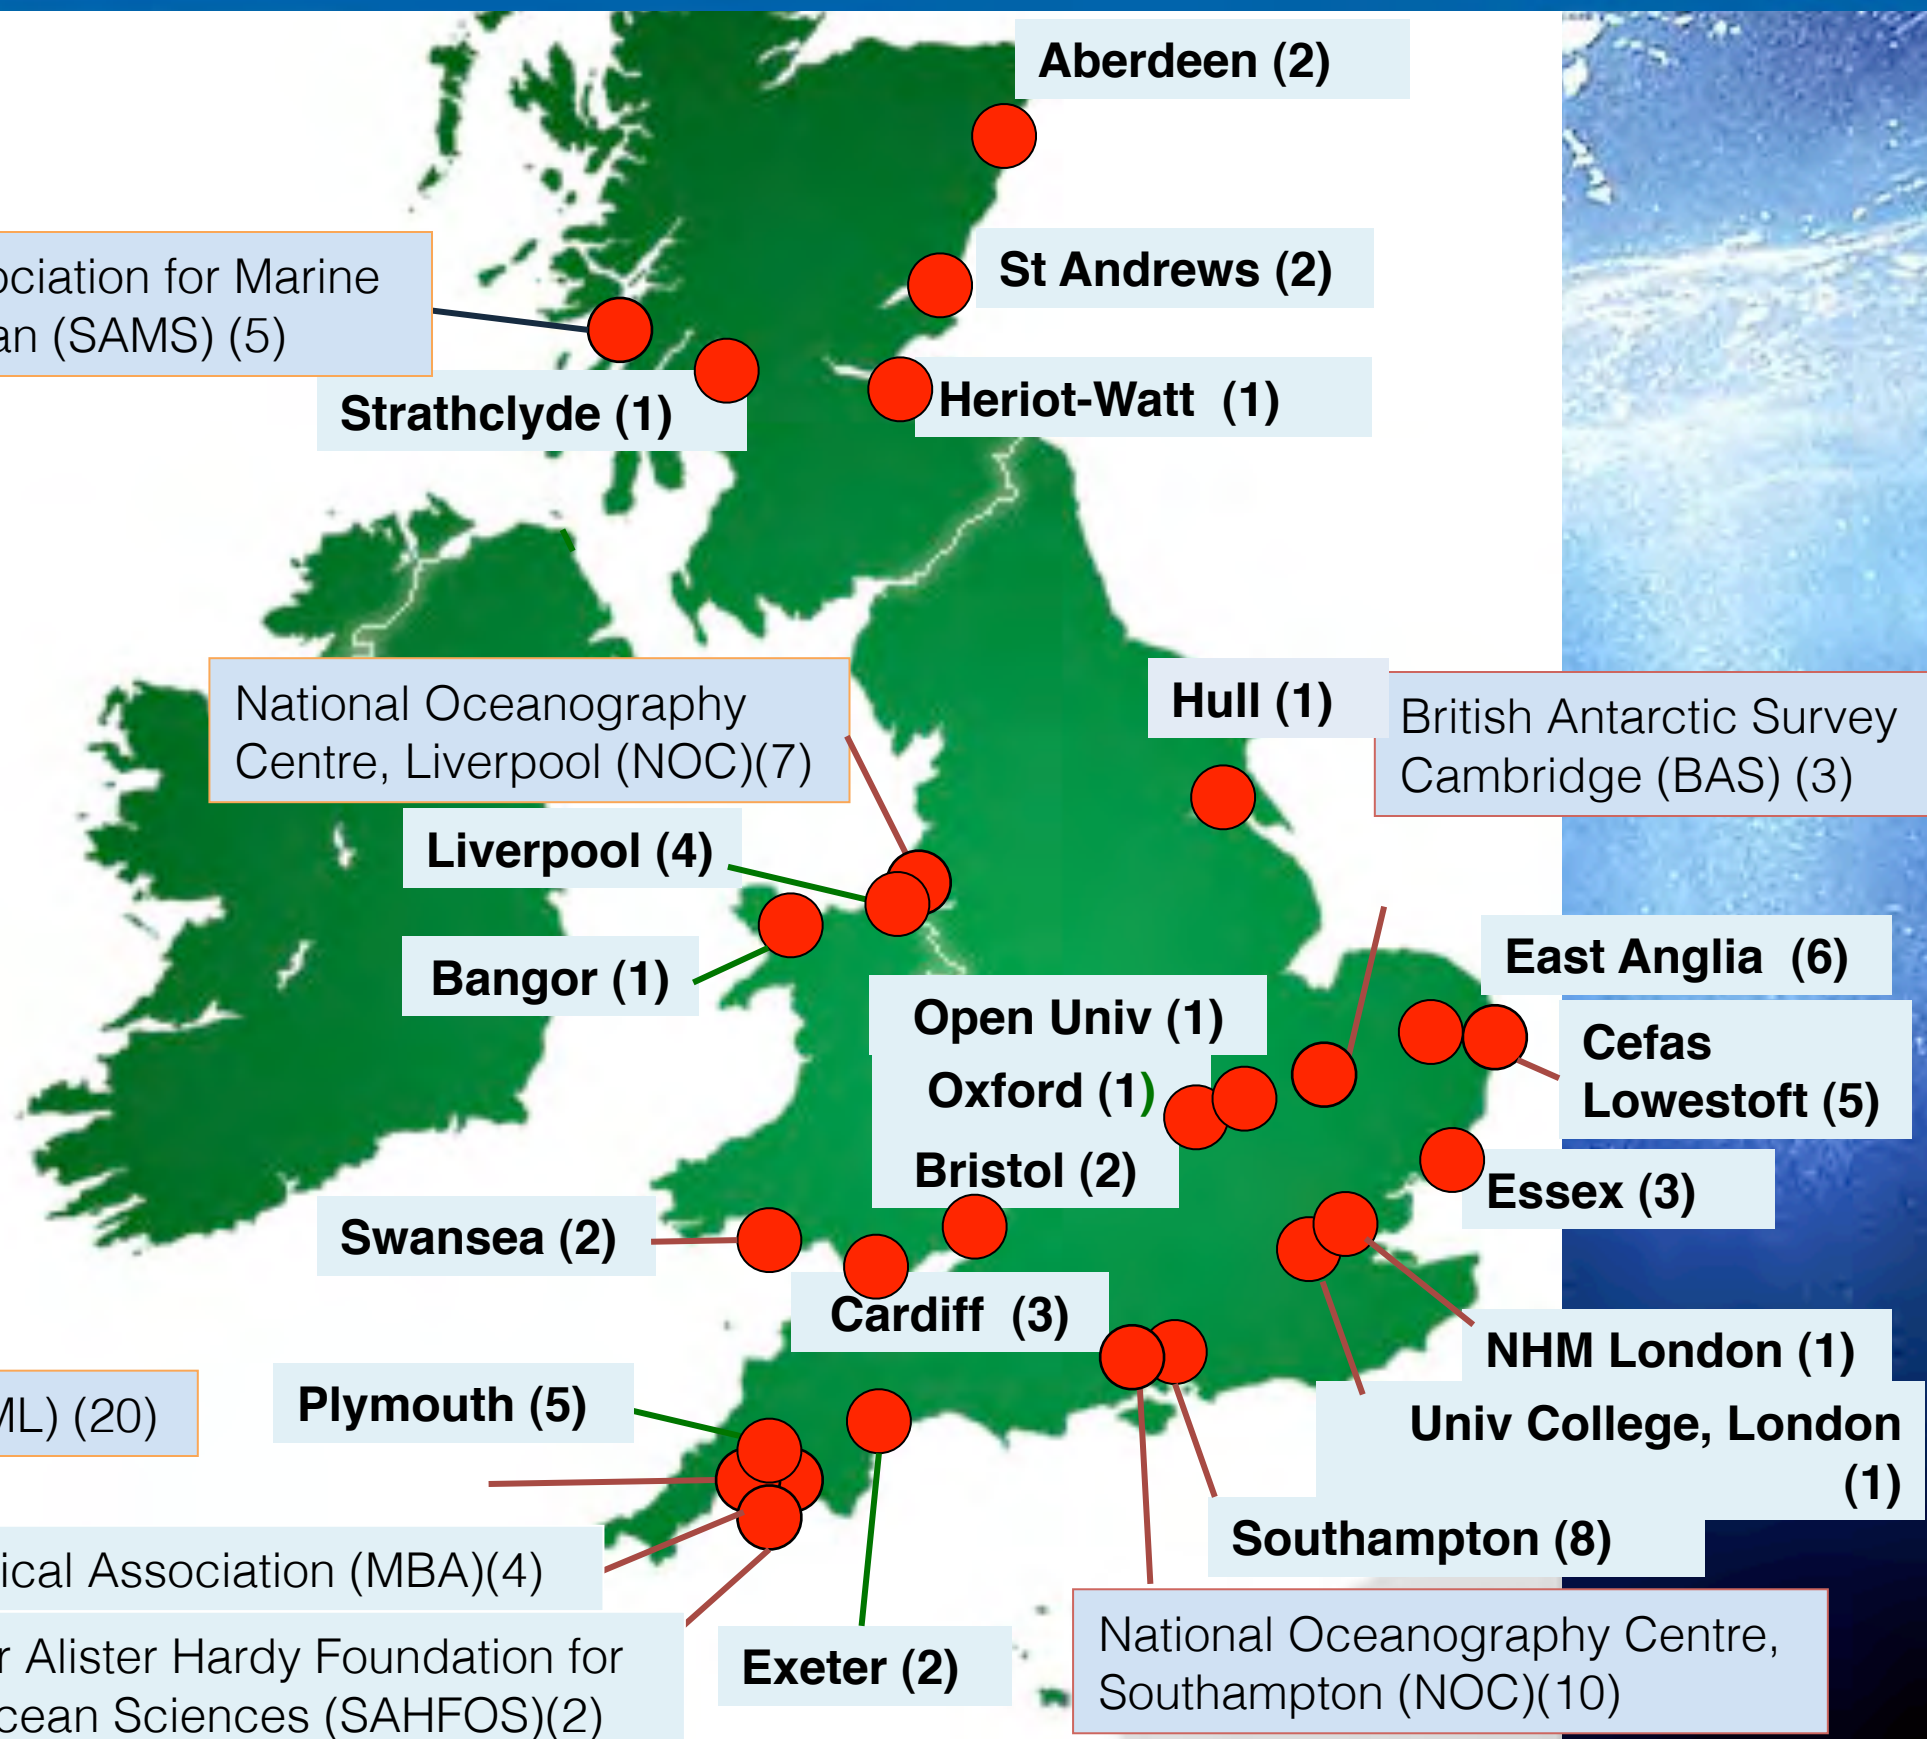 Aberdeen (2)
St Andrews (2)
ociation for Marine
an (SAMS) (5)
Strathclyde (1)
Heriot-Watt (1)
National Oceanography
Centre, Liverpool (NOC)(7)
Hull (1)
British Antarctic Survey
Cambridge (BAS) (3)
Liverpool (4)
Bangor (1)
East Anglia (6)
Open Univ (1)
Cefas
Lowestoft (5)
Oxford (1)
Bristol (2)
Essex (3)
Swansea (2)
Cardiff (3)
NHM London (1)
Plymouth (5)
ML) (20)
Univ College, London
(1)
Southampton (8)
ical Association (MBA)(4)
r Alister Hardy Foundation for
cean Sciences (SAHFOS)(2)
Exeter (2)
National Oceanography Centre,
Southampton (NOC)(10)